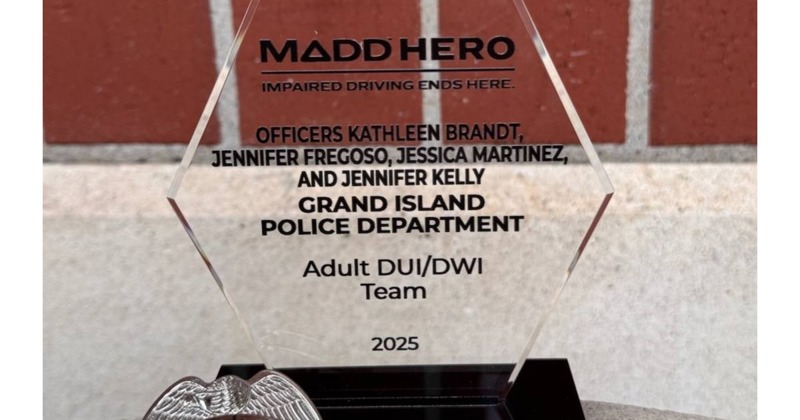 MADD HERO
IMPAIRED DRIVING ENDS HERE.
OFFICERS KATHLEEN BRANDT,
JENNIFER FREGOSO, JESSICA MARTINEZ,
AND JENNIFER KELLY
GRAND ISLAND
POLICE DEPARTMENT
Adult DUI/DWI
Team
2025